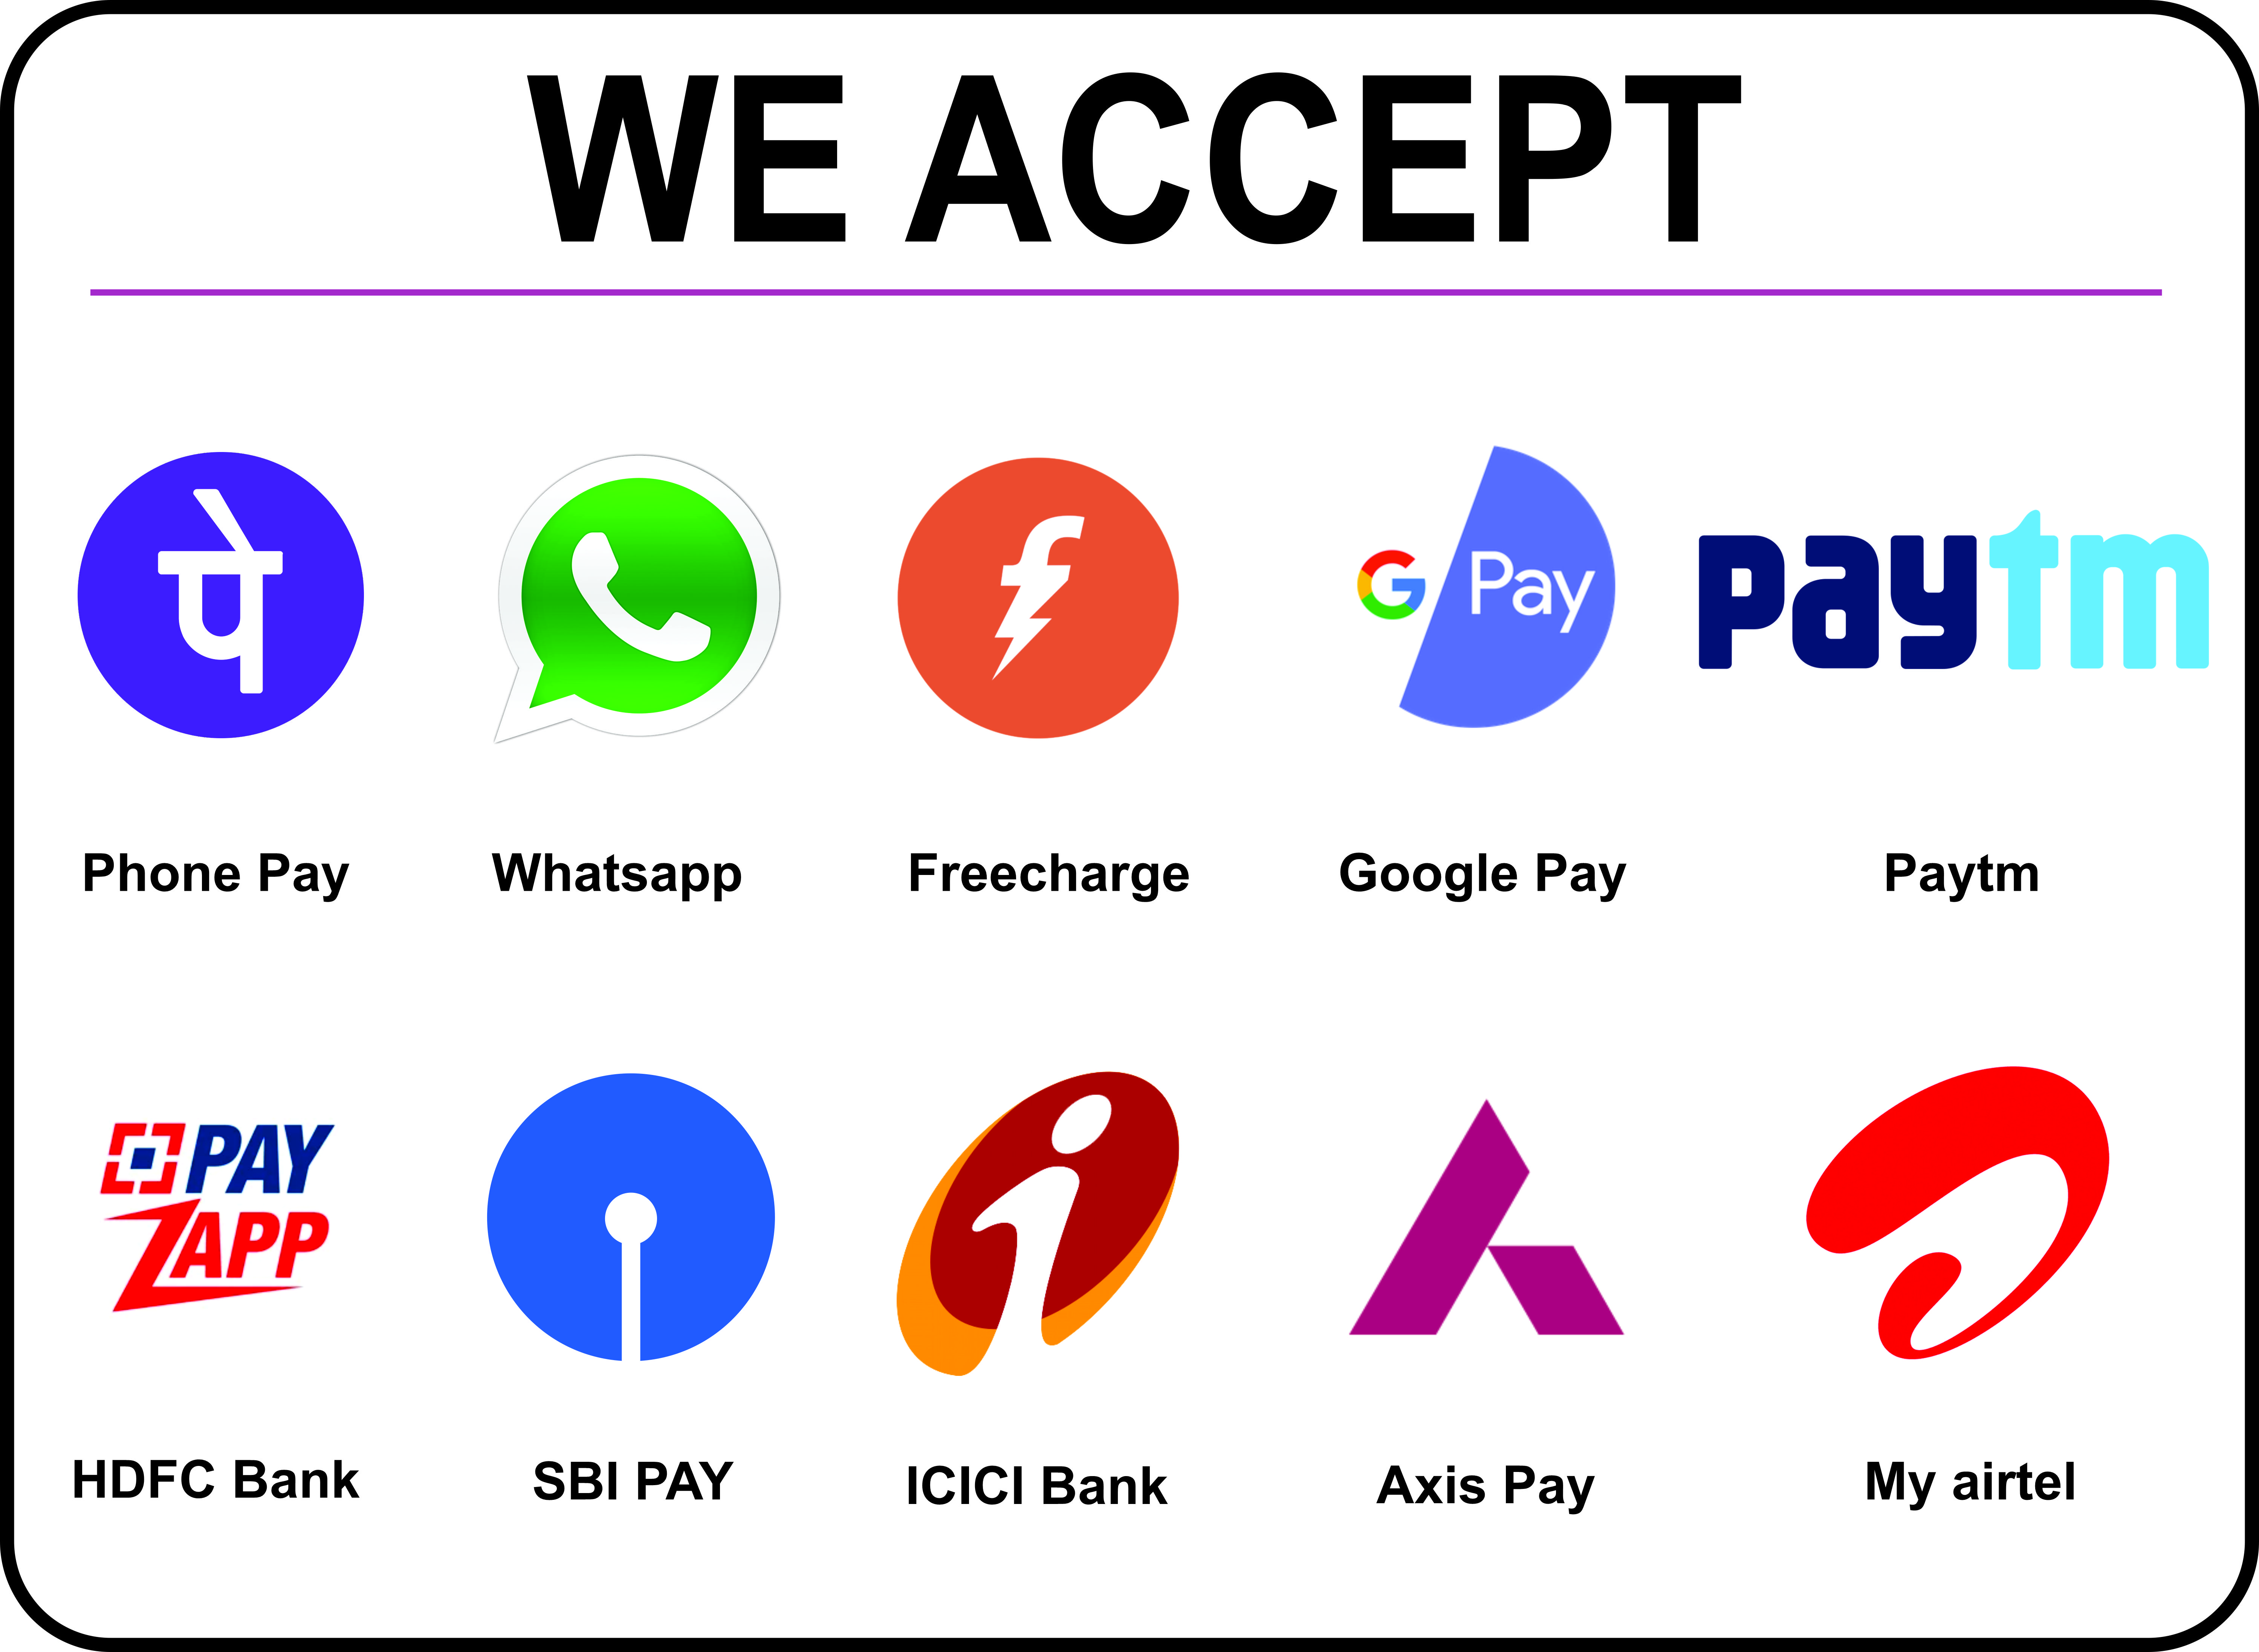 WE ACCEPT
पे
f
G Pay
paytm
Phone Pay
Whatsapp
Freecharge
Google Pay
Paytm
PAY
ZAPP
HDFC Bank
SBI PAY
ICICI Bank
Axis Pay
My airtel